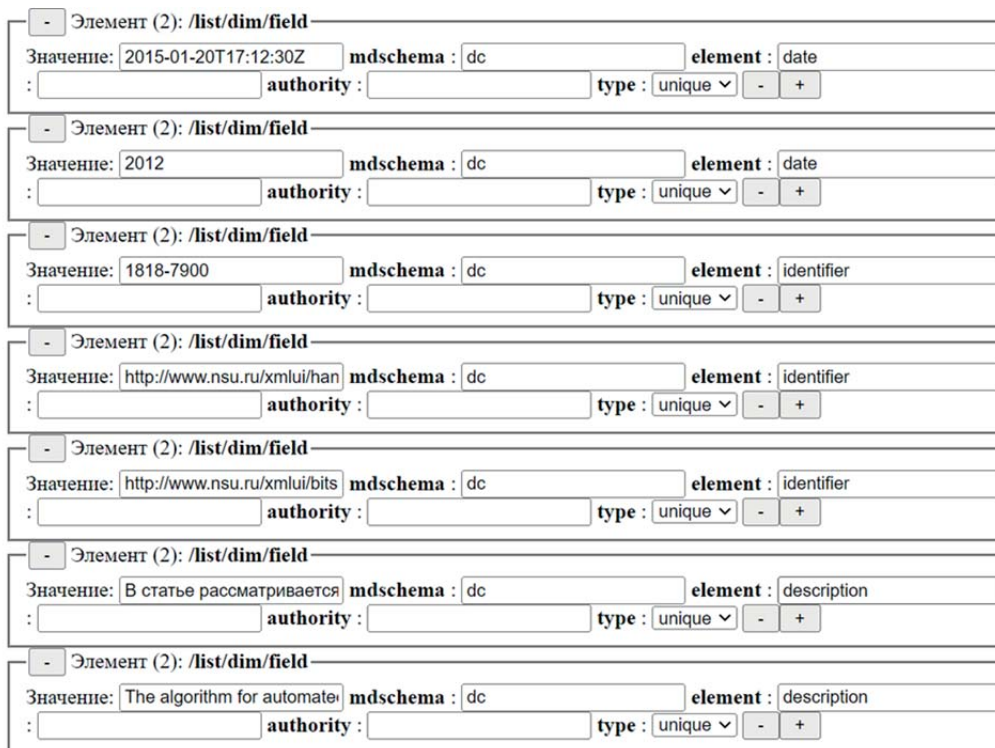 - Элемент (2): /list/dim/field
Значение: 2015-01-20T17:12:30Z mdschema : dc element : date
: authority : type : unique - +
- Элемент (2): /list/dim/field
Значение: 2012 mdschema : dc element : date
: authority : type : unique - +
- Элемент (2): /list/dim/field
Значение: 1818-7900 mdschema : dc element : identifier
: authority : type : unique - +
- Элемент (2): /list/dim/field
Значение: http://www.nsu.ru/xmlui/han mdschema : dc element : identifier
: authority : type : unique - +
- Элемент (2): /list/dim/field
Значение: http://www.nsu.ru/xmlui/bits mdschema : dc element : identifier
: authority : type : unique - +
- Элемент (2): /list/dim/field
Значение: В статье рассматривается mdschema : dc element : description
: authority : type : unique - +
- Элемент (2): /list/dim/field
Значение: The algorithm for automate mdschema : dc element : description
: authority : type : unique - +